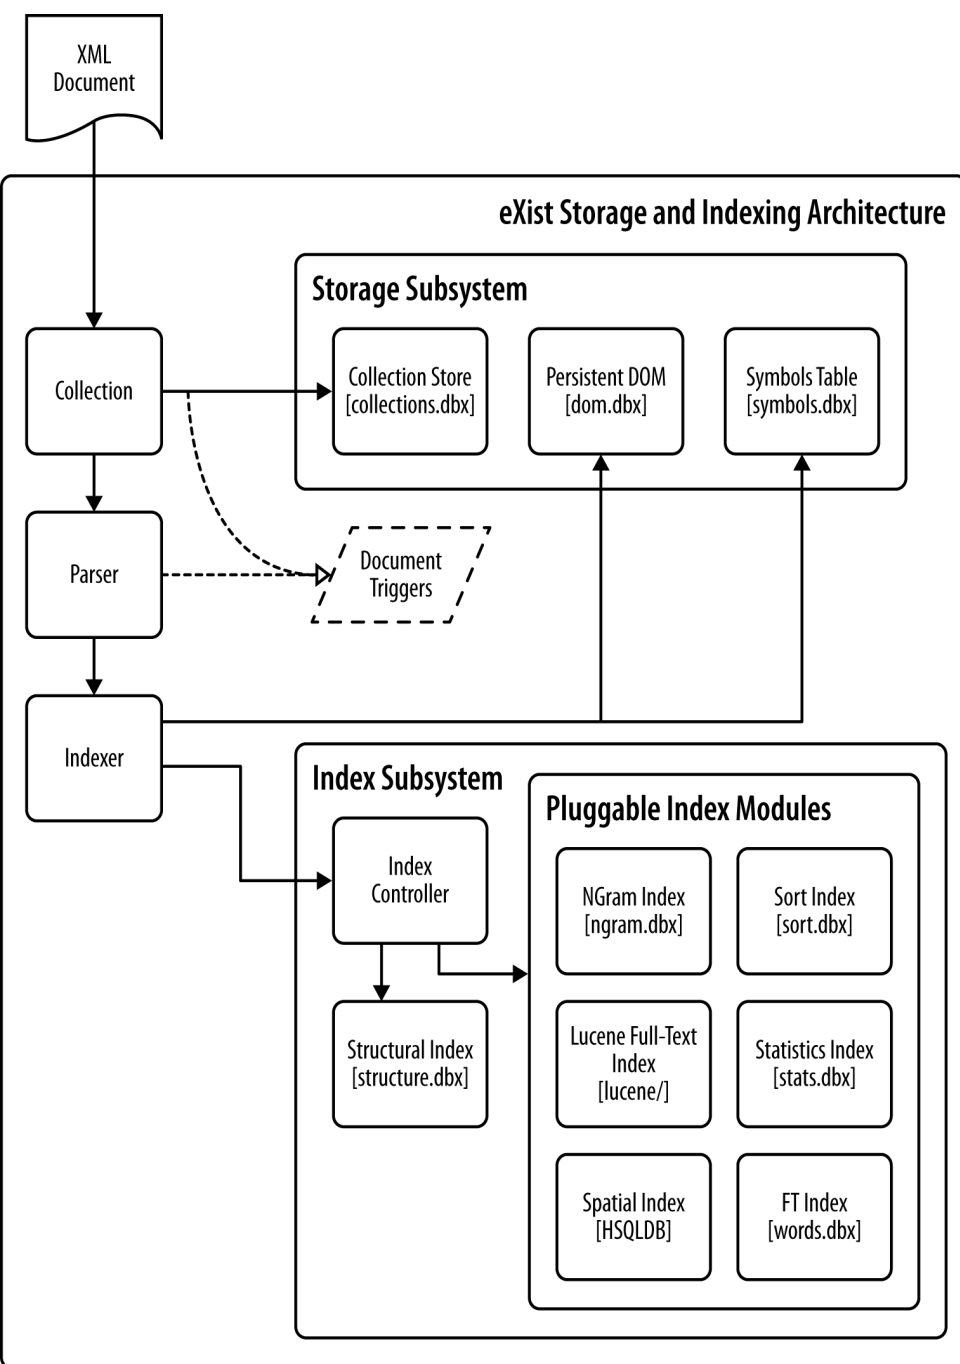 XML
Document
eXist Storage and Indexing Architecture
Storage Subsystem
Collection
Collection Store
[collections.dbx]
Persistent DOM
[dom.dbx]
Symbols Table
[symbols.dbx]
Parser
Document
Triggers
Indexer
Index Subsystem
Index
Controller
Structural Index
[structure.dbx]
Pluggable Index Modules
NGram Index
[ngram.dbx]
Sort Index
[sort.dbx]
Lucene Full-Text
Index
[lucene/]
Statistics Index
[stats.dbx]
Spatial Index
[HSQLDB]
FT Index
[words.dbx]